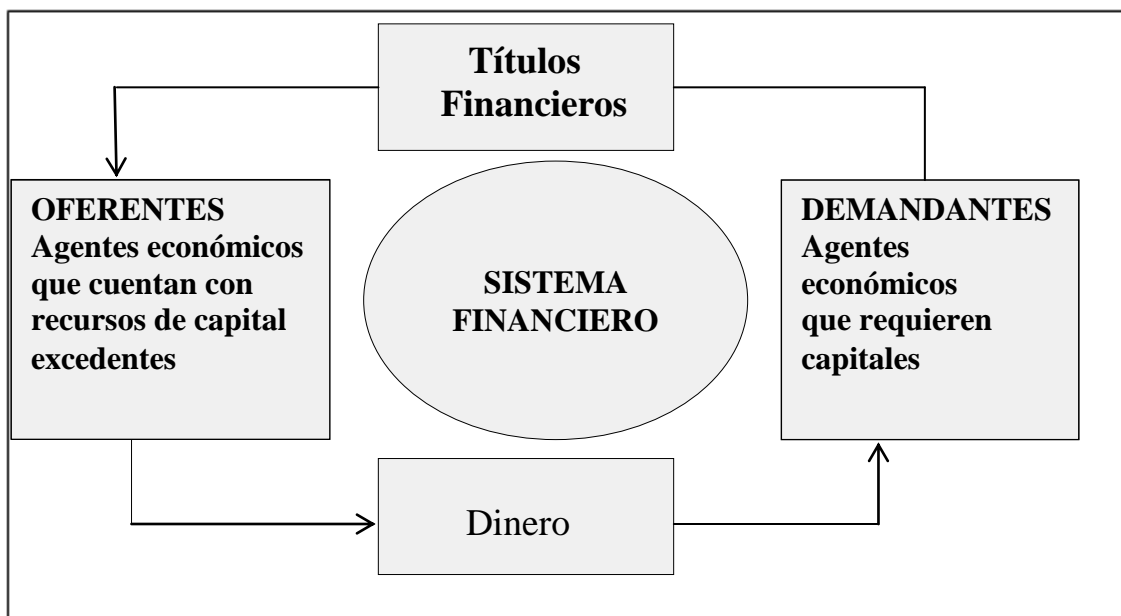 Títulos
Financieros
OFERENTES
Agentes económicos
que cuentan con
recursos de capital
excedentes
SISTEMA
FINANCIERO
DEMANDANTES
Agentes
económicos
que requieren
capitales
Dinero